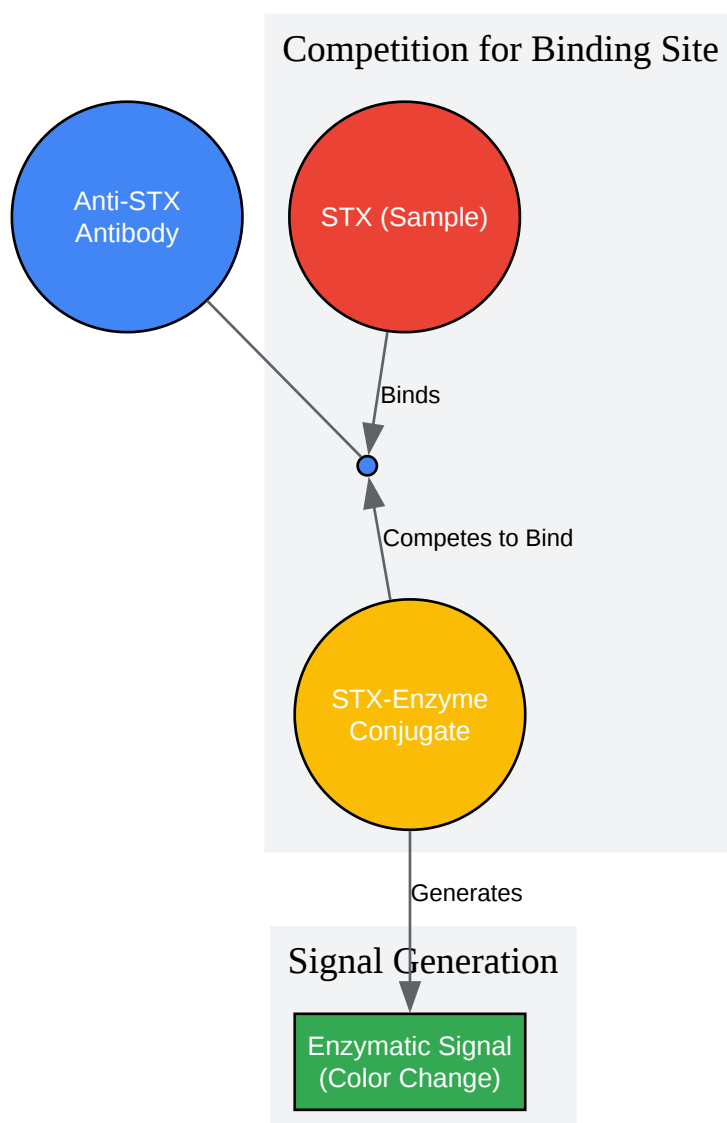 Competition for Binding Site
Anti-STX
Antibody
STX (Sample)
Binds
Competes to Bind
STX-Enzyme
Conjugate
Generates
Signal Generation
Enzymatic Signal
(Color Change)